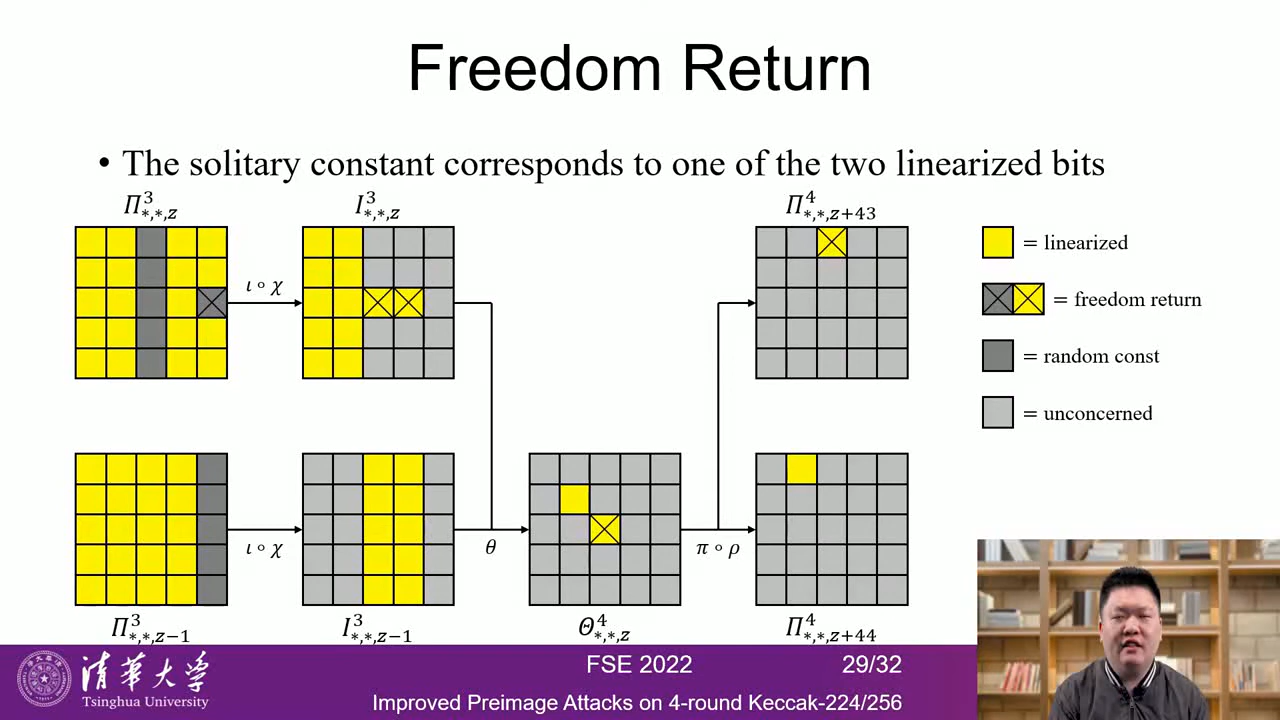 Freedom Return
• The solitary constant corresponds to one of the two linearized bits
Π³∗,∗,z
I³∗,∗,z
Π⁴∗,∗,z+43
ι ∘ χ
= linearized
= freedom return
= random const
= unconcerned
ι ∘ χ
θ
π ∘ ρ
Π³∗,∗,z−1
I³∗,∗,z−1
Θ⁴∗,∗,z
Π⁴∗,∗,z+44
清華大学
Tsinghua University
FSE 2022
29/32
Improved Preimage Attacks on 4-round Keccak-224/256